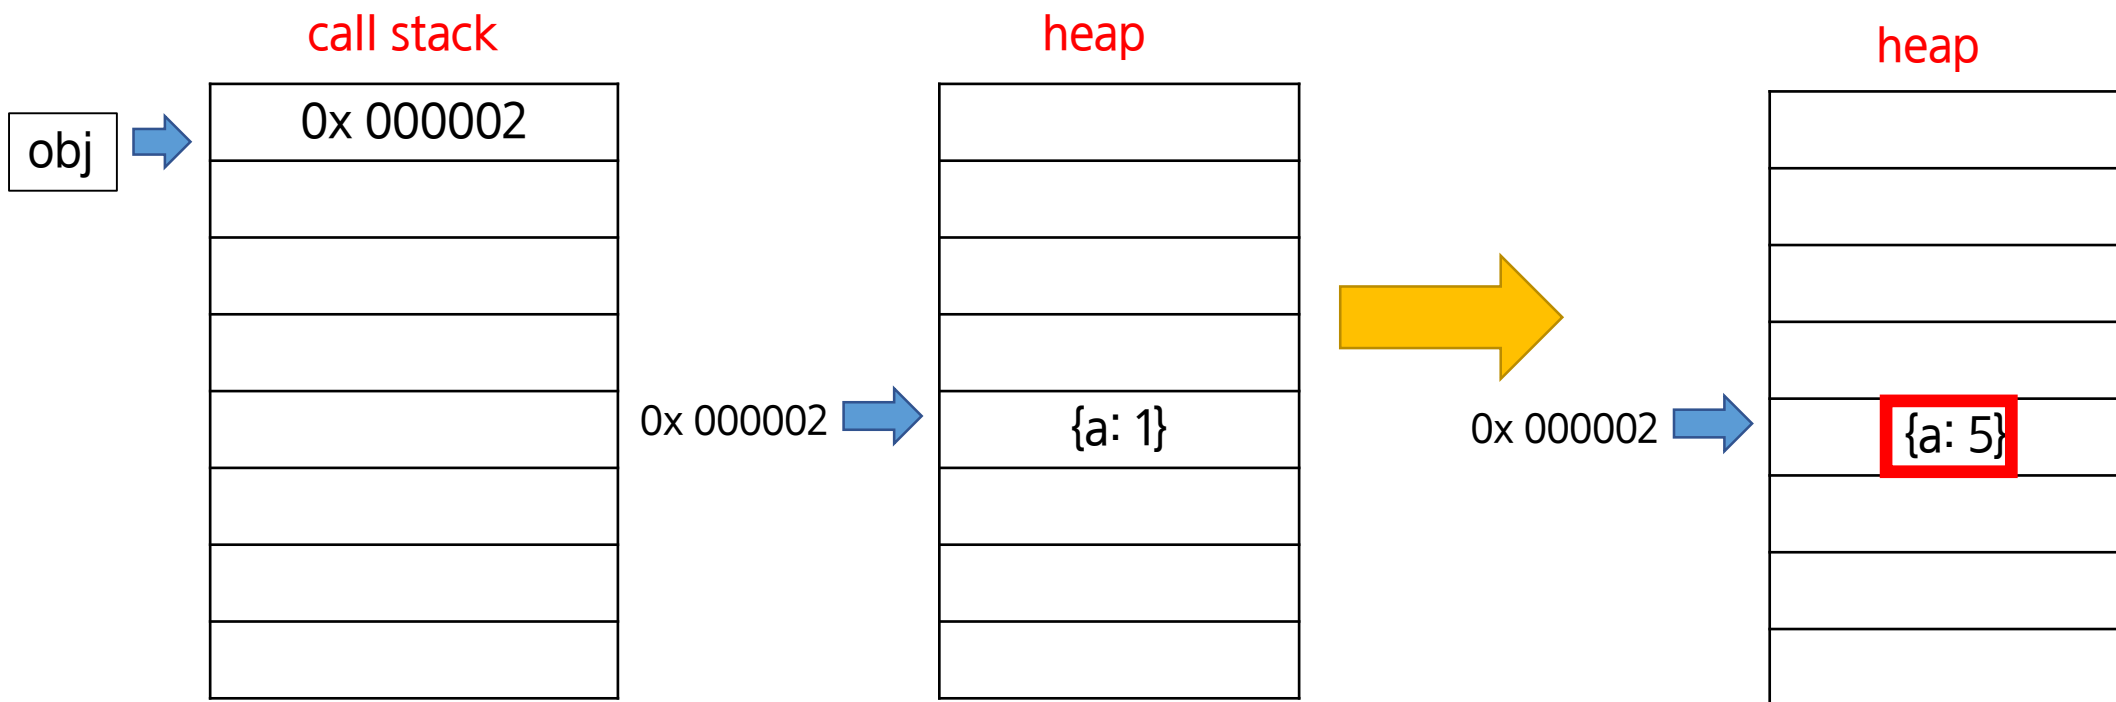 call stack
heap
heap
obj
0x 000002
0x 000002
{a: 1}
0x 000002
{a: 5}